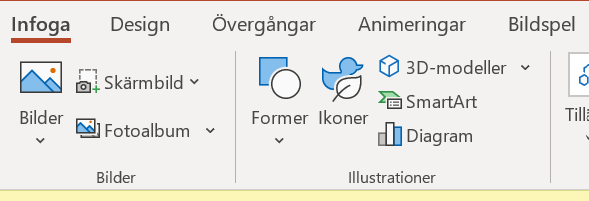 Infoga Design Övergångar Animeringar Bildspel
Bilder
Skärmbild
Fotoalbum
Bilder
Former
Ikoner
3D-modeller
SmartArt
Diagram
Illustrationer